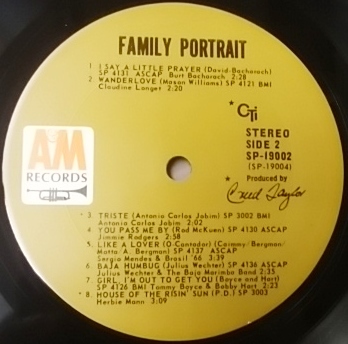 FAMILY PORTRAIT
1 I SAY A LITTLE PRAYER (David-Bacharach)
SP 4131 ASCAP Burt Bacharach 2:28
2. WANDERLOVE (Mason Williams) SP 4121 BMI
Claudine Longet 2:20
* CTi
STEREO
SIDE 2
SP-19002
(SP-19004)
* Produced by
Creed Taylor
A&M
RECORDS
* 3. TRISTE (Antonio Carlos Jobim) SP 3002 BMI
Antonio Carlos Jobim 2:02
4 YOU PASS ME BY (Rod McKuen) SP 4130 ASCAP
Jimmie Rodgers 2:58
5. LIKE A LOVER (O Cantador) (Caimmy/Bergman/
Motta/A. Bergman) SP 4137 ASCAP
Sergio Mendes & Brasil '66 3:39
6 BAJA HUMBUG (Julius Wechter) SP 4136 ASCAP
Julius Wechter & The Baja Marimba Band 2:35
7 GIRL, I'M OUT TO GET YOU (Boyce and Hart)
SP 4126 BMI Tommy Boyce & Bobby Hart 2:23
* 8 HOUSE OF THE RISIN' SUN (P.D.) SP 3003
Herbie Mann 3:09